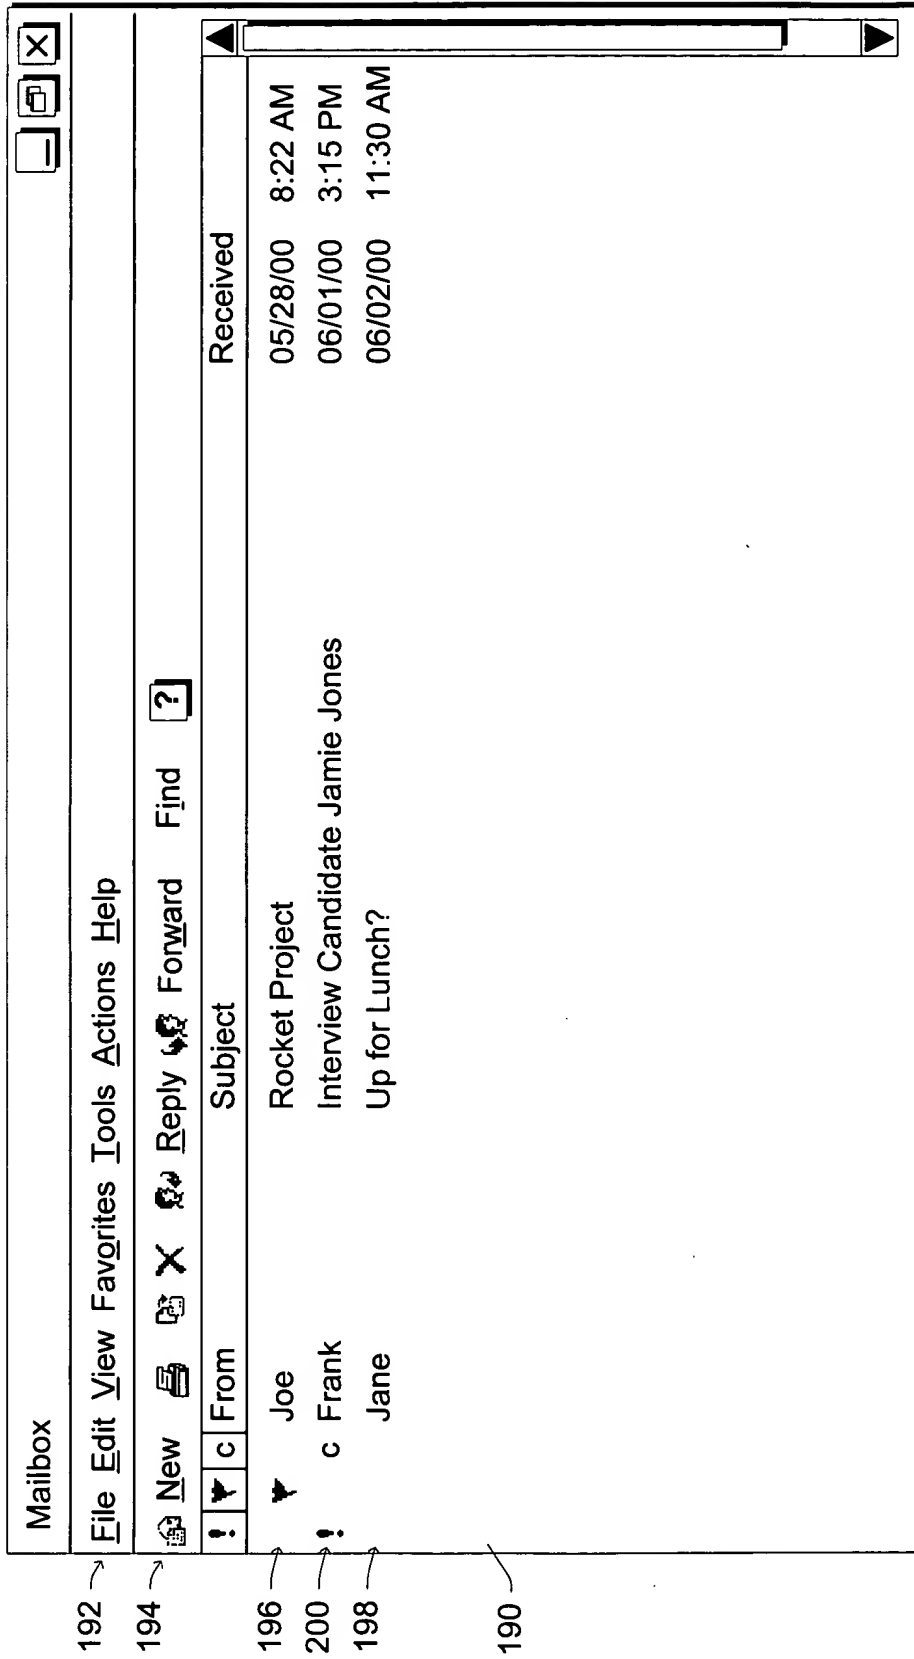 Mailbox
192 File Edit View Favorites Tools Actions Help
194 New Reply Forward Find ?
! c From Subject Received
196 Joe Rocket Project 05/28/00 8:22 AM
200 ! c Frank Interview Candidate Jamie Jones 06/01/00 3:15 PM
198 Jane Up for Lunch? 06/02/00 11:30 AM
190